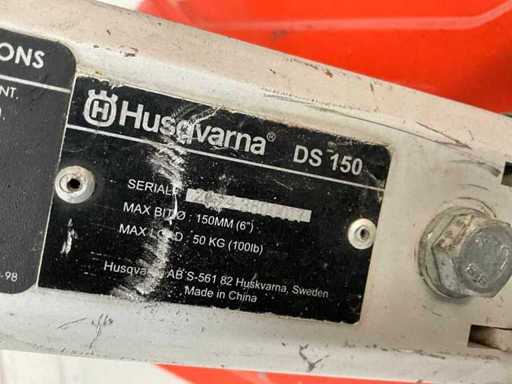 ONS
Husqvarna® DS 150
SERIAL#:
MAX BIT Ø : 150MM (6")
MAX LOAD : 50 KG (100lb)
Husqvarna AB S-561 82 Huskvarna, Sweden
Made in China
-98